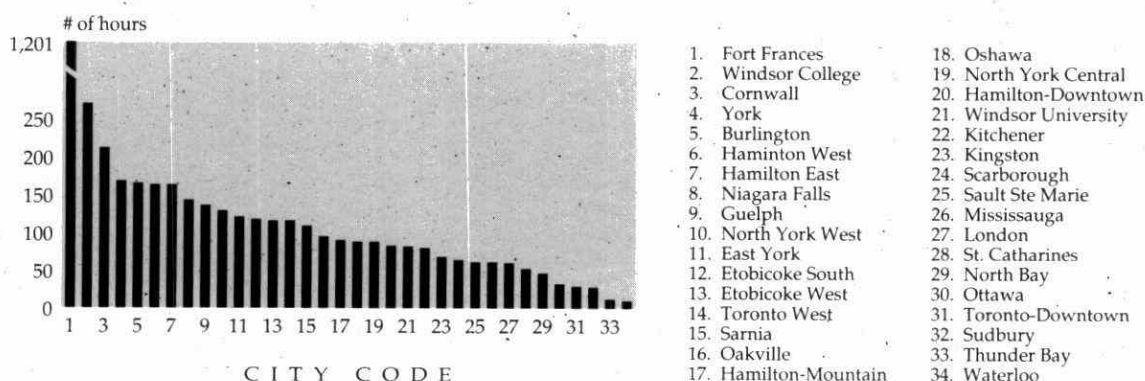 # of hours
1,201
250
200
150
100
50
0
1 3 5 7 9 11 13 15 17 19 21 23 25 27 29 31 33
CITY CODE
1. Fort Frances
2. Windsor College
3. Cornwall
4. York
5. Burlington
6. Haminton West
7. Hamilton East
8. Niagara Falls
9. Guelph
10. North York West
11. East York
12. Etobicoke South
13. Etobicoke West
14. Toronto West
15. Sarnia
16. Oakville
17. Hamilton-Mountain
18. Oshawa
19. North York Central
20. Hamilton-Downtown
21. Windsor University
22. Kitchener
23. Kingston
24. Scarborough
25. Sault Ste Marie
26. Mississauga
27. London
28. St. Catharines
29. North Bay
30. Ottawa
31. Toronto-Downtown
32. Sudbury
33. Thunder Bay
34. Waterloo